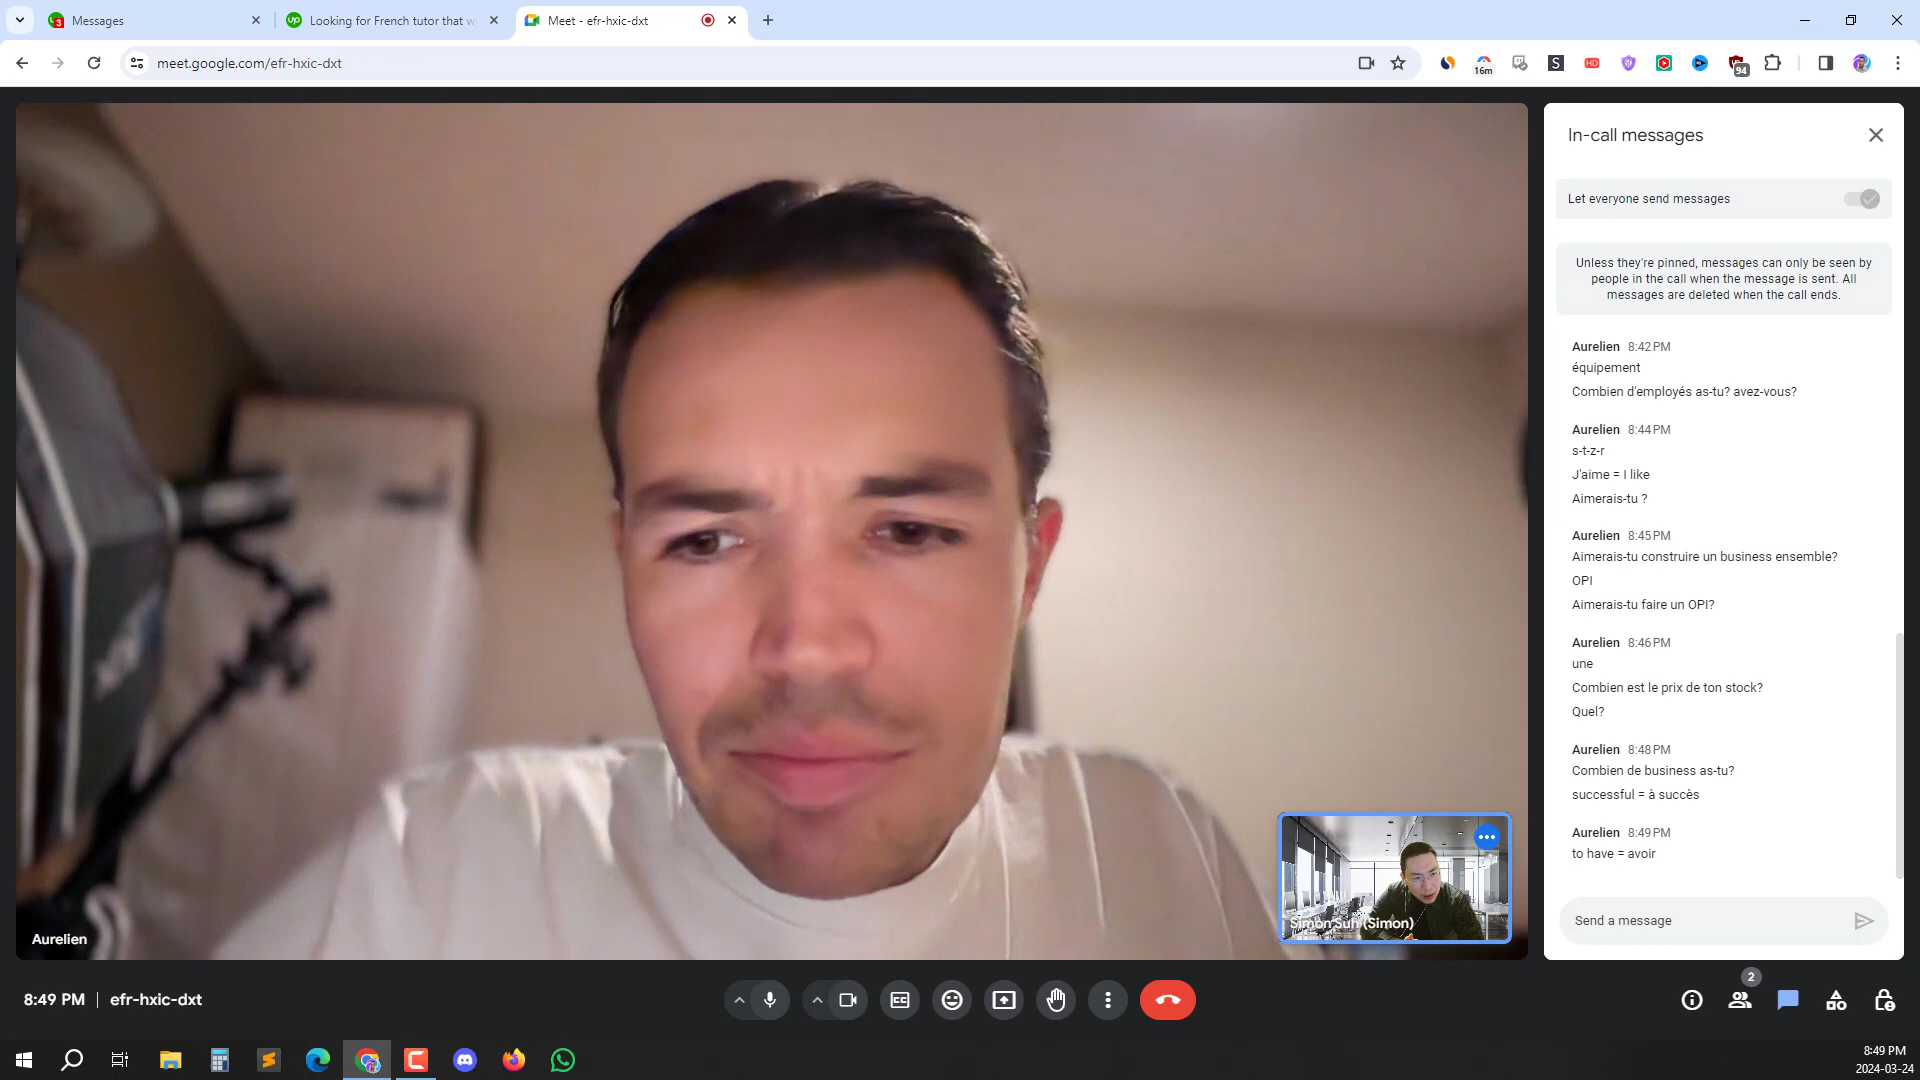 Messages
Looking for French tutor that w
Meet - efr-hxic-dxt
meet.google.com/efr-hxic-dxt
16m
S
HD
94
In-call messages
Let everyone send messages
Unless they're pinned, messages can only be seen by
people in the call when the message is sent. All
messages are deleted when the call ends.
Aurelien 8:42 PM
équipement
Combien d'employés as-tu? avez-vous?
Aurelien 8:44 PM
s-t-z-r
J'aime = I like
Aimerais-tu ?
Aurelien 8:45 PM
Aimerais-tu construire un business ensemble?
OPI
Aimerais-tu faire un OPI?
Aurelien 8:46 PM
une
Combien est le prix de ton stock?
Quel?
Aurelien 8:48 PM
Combien de business as-tu?
successful = à succès
Aurelien 8:49 PM
to have = avoir
Send a message
Aurelien
Simon Suh (Simon)
8:49 PM | efr-hxic-dxt
2
8:49 PM
2024-03-24